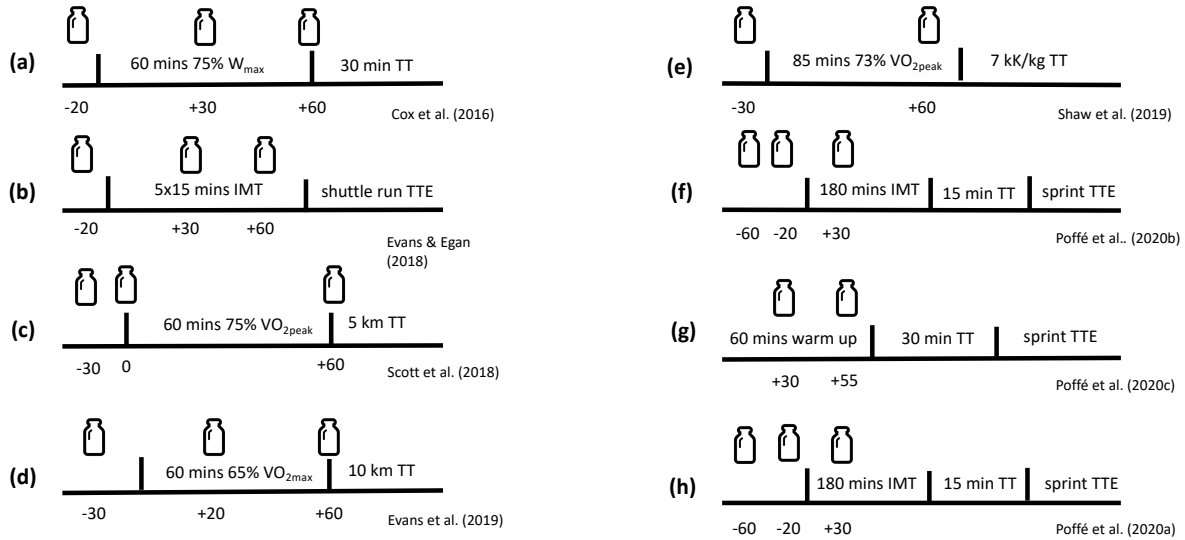 (a)
60 mins 75% Wmax
30 min TT
-20
+30
+60
Cox et al. (2016)
(b)
5x15 mins IMT
shuttle run TTE
-20
+30
+60
Evans & Egan
(2018)
(c)
60 mins 75% VO2peak
5 km TT
-30
0
+60
Scott et al. (2018)
(d)
60 mins 65% VO2max
10 km TT
-30
+20
+60
Evans et al. (2019)
(e)
85 mins 73% VO2peak
7 kK/kg TT
-30
+60
Shaw et al. (2019)
(f)
180 mins IMT
15 min TT
sprint TTE
-60
-20
+30
Poffé et al.. (2020b)
(g)
60 mins warm up
30 min TT
sprint TTE
+30
+55
Poffé et al. (2020c)
(h)
180 mins IMT
15 min TT
sprint TTE
-60
-20
+30
Poffé et al. (2020a)